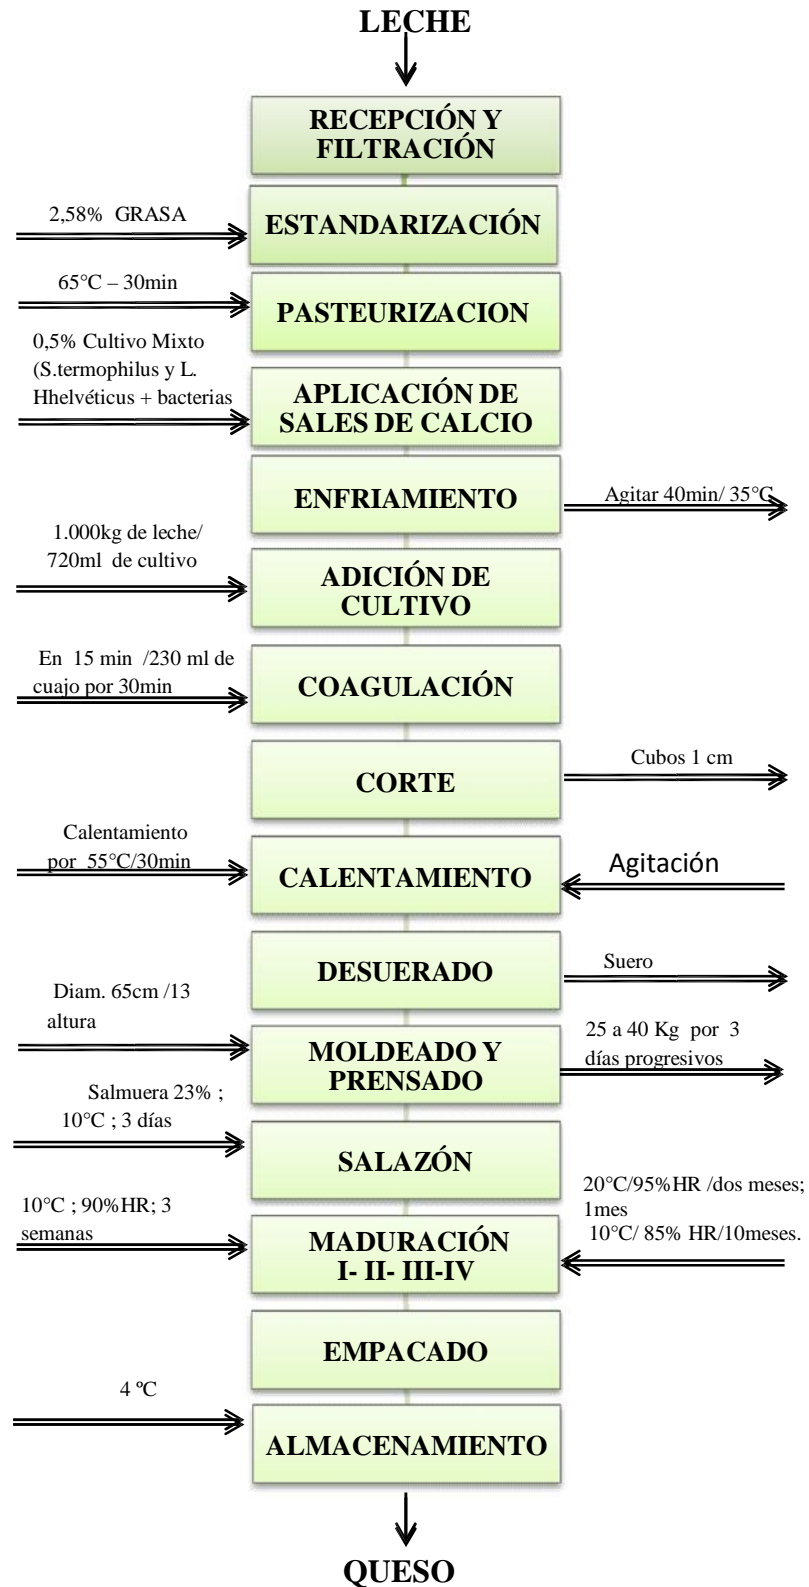 LECHE
RECEPCIÓN Y
FILTRACIÓN
2,58% GRASA
ESTANDARIZACIÓN
65°C – 30min
PASTEURIZACION
0,5% Cultivo Mixto
(S.termophilus y L.
Hhelvéticus + bacterias
APLICACIÓN DE
SALES DE CALCIO
ENFRIAMIENTO
Agitar 40min/ 35°C
1.000kg de leche/
720ml de cultivo
ADICIÓN DE
CULTIVO
En 15 min /230 ml de
cuajo por 30min
COAGULACIÓN
CORTE
Cubos 1 cm
Calentamiento
por 55°C/30min
CALENTAMIENTO
Agitación
DESUERADO
Suero
Diam. 65cm /13
altura
MOLDEADO Y
PRENSADO
25 a 40 Kg por 3
días progresivos
Salmuera 23% ;
10°C ; 3 días
SALAZÓN
10°C ; 90%HR; 3
semanas
MADURACIÓN
I- II- III-IV
20°C/95%HR /dos meses;
1mes
10°C/ 85% HR/10meses.
EMPACADO
4 ºC
ALMACENAMIENTO
QUESO